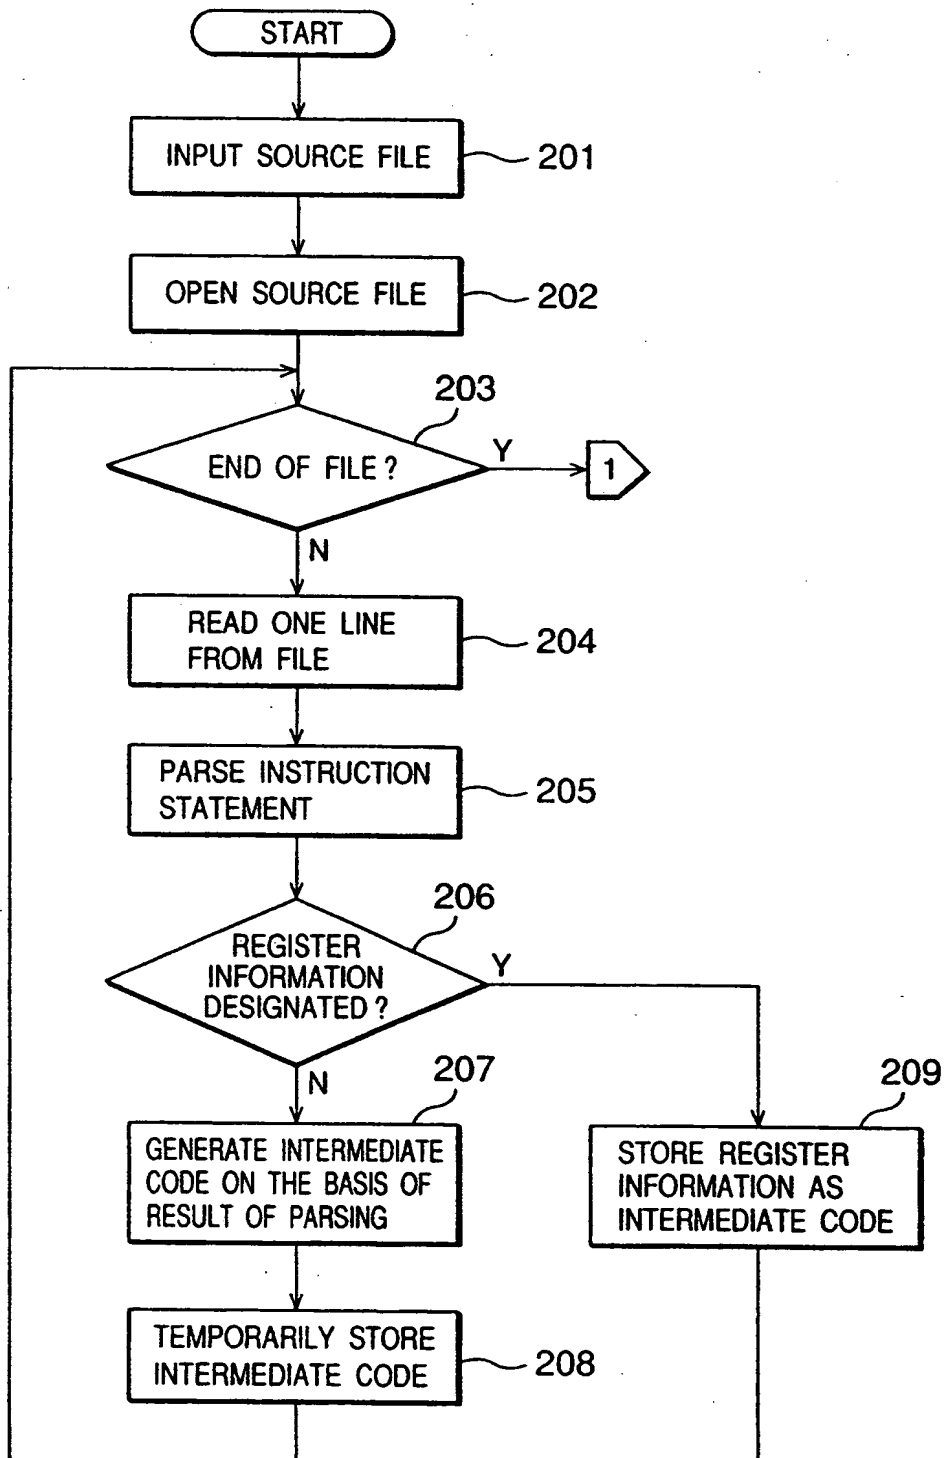 START
INPUT SOURCE FILE
201
OPEN SOURCE FILE
202
203
END OF FILE?
Y
1
N
READ ONE LINE
FROM FILE
204
PARSE INSTRUCTION
STATEMENT
205
206
REGISTER
INFORMATION
DESIGNATED?
Y
N
207
GENERATE INTERMEDIATE
CODE ON THE BASIS OF
RESULT OF PARSING
209
STORE REGISTER
INFORMATION AS
INTERMEDIATE CODE
TEMPORARILY STORE
INTERMEDIATE CODE
208